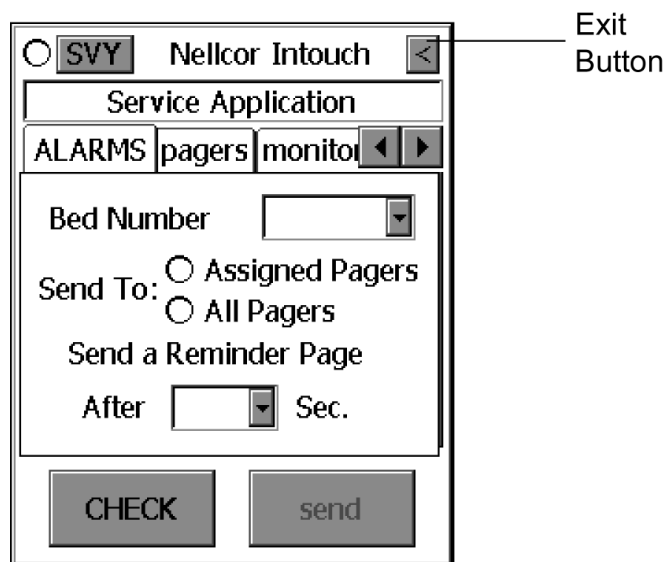 SVY Nellcor Intouch <
Exit
Button
Service Application
ALARMS pagers monitor
Bed Number
Send To: Assigned Pagers
All Pagers
Send a Reminder Page
After Sec.
CHECK send